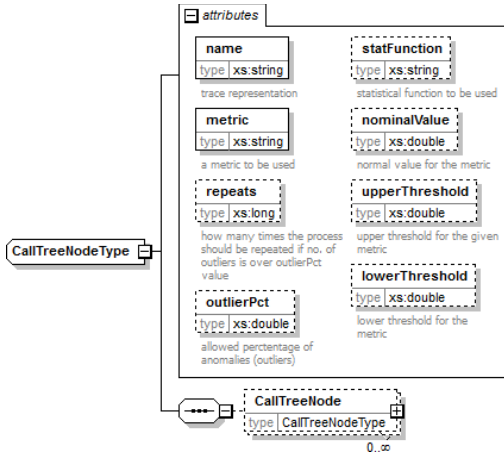 attributes
name
type xs:string
trace representation
metric
type xs:string
a metric to be used
repeats
type xs:long
how many times the process
should be repeated if no. of
outliers is over outlierPct
value
outlierPct
type xs:double
allowed perctentage of
anomalies (outliers)
statFunction
type xs:string
statistical function to be used
nominalValue
type xs:double
normal value for the metric
upperThreshold
type xs:double
upper threshold for the given
metric
lowerThreshold
type xs:double
lower threshold for the
metric
CallTreeNodeType
CallTreeNode
type CallTreeNodeType
0..∞